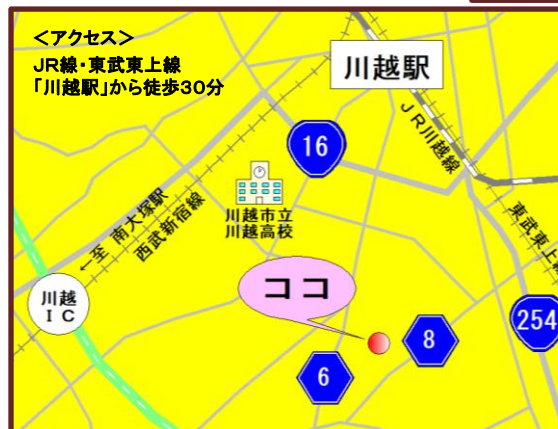 <アクセス>
JR線・東武東上線
「川越駅」から徒歩30分
川越駅
16
JR川越線
川越市立
川越高校
←至 南大塚駅
西武新宿線
東武東上線
ココ
川越
IC
254
8
6